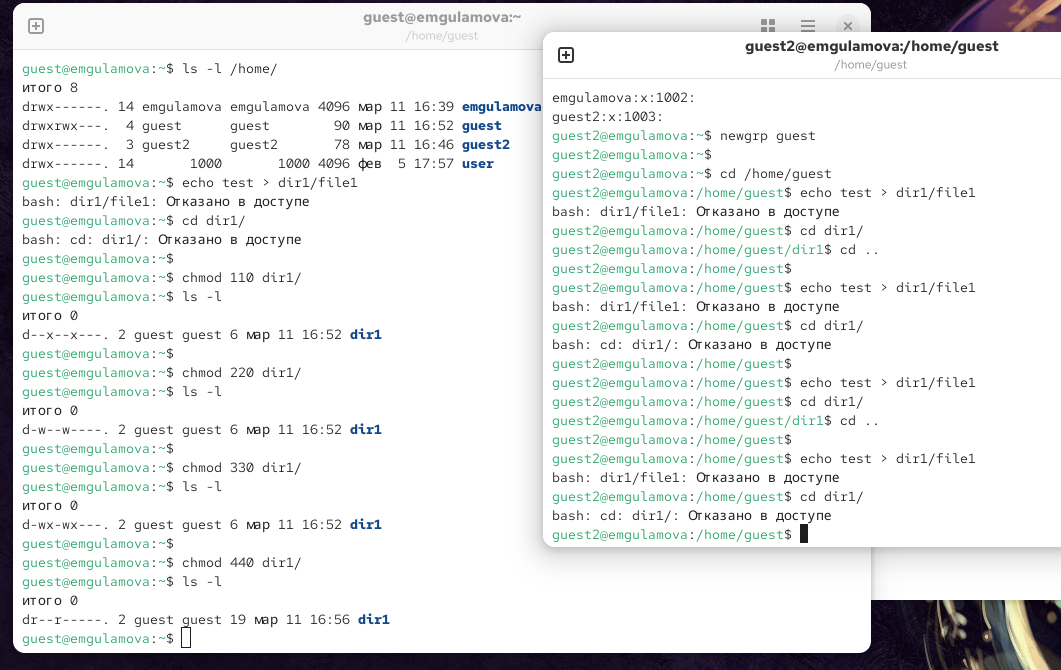 guest@emgulamova:~
/home/guest
guest@emgulamova:~$ ls -l /home/
итого 8
drwx------. 14 emgulamova emgulamova 4096 мар 11 16:39 emgulamova
drwxrwx---.  4 guest      guest        90 мар 11 16:52 guest
drwx------.  3 guest2     guest2       78 мар 11 16:46 guest2
drwx------. 14       1000       1000 4096 фев  5 17:57 user
guest@emgulamova:~$ echo test > dir1/file1
bash: dir1/file1: Отказано в доступе
guest@emgulamova:~$ cd dir1/
bash: cd: dir1/: Отказано в доступе
guest@emgulamova:~$
guest@emgulamova:~$ chmod 110 dir1/
guest@emgulamova:~$ ls -l
итого 0
d--x--x---. 2 guest guest 6 мар 11 16:52 dir1
guest@emgulamova:~$
guest@emgulamova:~$ chmod 220 dir1/
guest@emgulamova:~$ ls -l
итого 0
d-w--w----. 2 guest guest 6 мар 11 16:52 dir1
guest@emgulamova:~$
guest@emgulamova:~$ chmod 330 dir1/
guest@emgulamova:~$ ls -l
итого 0
d-wx-wx---. 2 guest guest 6 мар 11 16:52 dir1
guest@emgulamova:~$
guest@emgulamova:~$ chmod 440 dir1/
guest@emgulamova:~$ ls -l
итого 0
dr--r-----. 2 guest guest 19 мар 11 16:56 dir1
guest@emgulamova:~$
guest2@emgulamova:/home/guest
/home/guest
emgulamova:x:1002:
guest2:x:1003:
guest2@emgulamova:~$ newgrp guest
guest2@emgulamova:~$
guest2@emgulamova:~$ cd /home/guest
guest2@emgulamova:/home/guest$ echo test > dir1/file1
bash: dir1/file1: Отказано в доступе
guest2@emgulamova:/home/guest$ cd dir1/
guest2@emgulamova:/home/guest/dir1$ cd ..
guest2@emgulamova:/home/guest$
guest2@emgulamova:/home/guest$ echo test > dir1/file1
bash: dir1/file1: Отказано в доступе
guest2@emgulamova:/home/guest$ cd dir1/
bash: cd: dir1/: Отказано в доступе
guest2@emgulamova:/home/guest$
guest2@emgulamova:/home/guest$ echo test > dir1/file1
guest2@emgulamova:/home/guest$ cd dir1/
guest2@emgulamova:/home/guest/dir1$ cd ..
guest2@emgulamova:/home/guest$
guest2@emgulamova:/home/guest$ echo test > dir1/file1
bash: dir1/file1: Отказано в доступе
guest2@emgulamova:/home/guest$ cd dir1/
bash: cd: dir1/: Отказано в доступе
guest2@emgulamova:/home/guest$